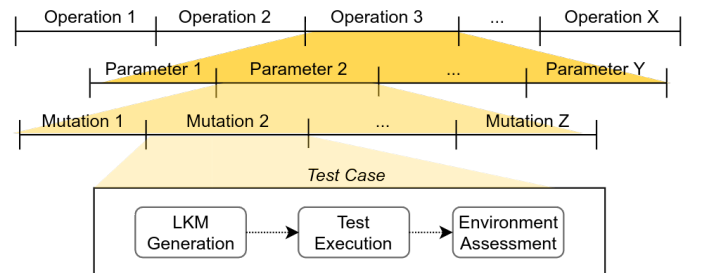 Operation 1 Operation 2 Operation 3 ... Operation X
Parameter 1 Parameter 2 ... Parameter Y
Mutation 1 Mutation 2 ... Mutation Z
Test Case
LKM Generation
Test Execution
Environment Assessment